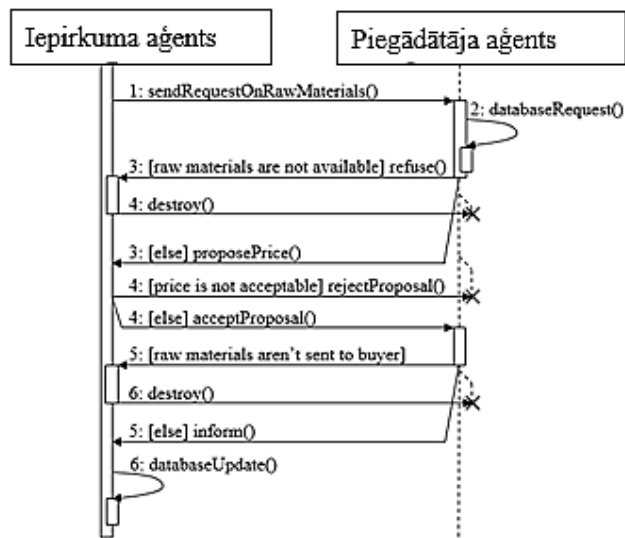 Iepirkuma aģents
Piegādātāja aģents
1: sendRequestOnRawMaterials()
2: databaseRequest()
3: [raw materials are not available] refuse()
4: destroy()
3: [else] proposePrice()
4: [price is not acceptable] rejectProposal()
4: [else] acceptProposal()
5: [raw materials aren't sent to buyer]
6: destroy()
5: [else] inform()
6: databaseUpdate()